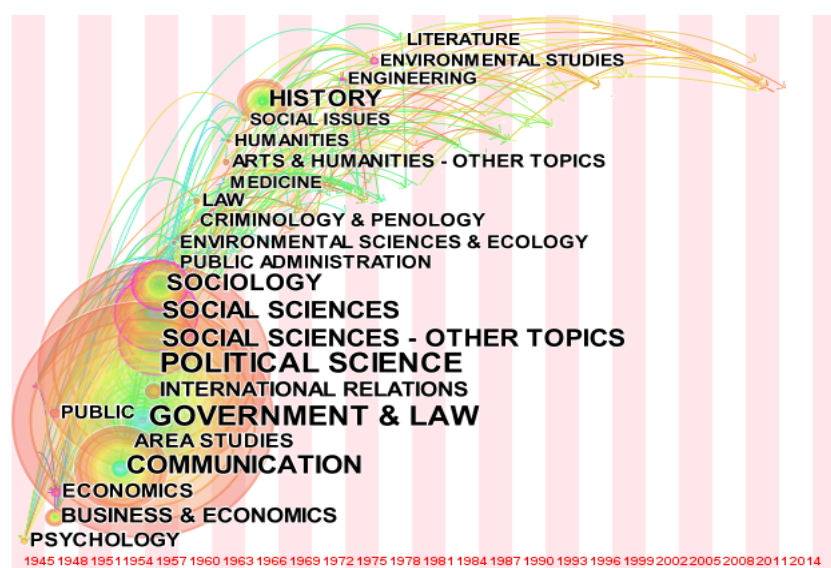 LITERATURE
ENVIRONMENTAL STUDIES
ENGINEERING
HISTORY
SOCIAL ISSUES
HUMANITIES
ARTS & HUMANITIES - OTHER TOPICS
MEDICINE
LAW
CRIMINOLOGY & PENOLOGY
ENVIRONMENTAL SCIENCES & ECOLOGY
PUBLIC ADMINISTRATION
SOCIOLOGY
SOCIAL SCIENCES
SOCIAL SCIENCES - OTHER TOPICS
POLITICAL SCIENCE
INTERNATIONAL RELATIONS
PUBLIC
GOVERNMENT & LAW
AREA STUDIES
COMMUNICATION
ECONOMICS
BUSINESS & ECONOMICS
PSYCHOLOGY
1945 1948 1951 1954 1957 1960 1963 1966 1969 1972 1975 1978 1981 1984 1987 1990 1993 1996 1999 2002 2005 2008 2011 2014